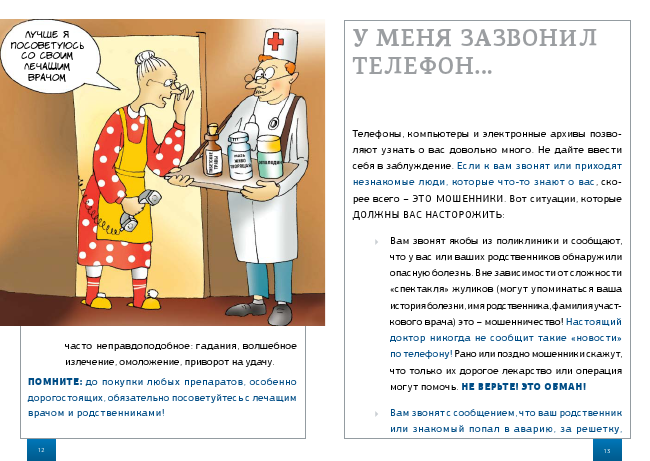 ЛУЧШЕ Я
ПОСОВЕТУЮСЬ
СО СВОИМ
ЛЕЧАЩИМ
ВРАЧОМ
часто неправдоподобное: гадания, волшебное
излечение, омоложение, приворот на удачу.
ПОМНИТЕ: до покупки любых препаратов, особенно
дорогостоящих, обязательно посоветуйтесь с лечащим
врачом и родственниками!
12
У МЕНЯ ЗАЗВОНИЛ
ТЕЛЕФОН...
Телефоны, компьютеры и электронные архивы позво-
ляют узнать о вас довольно много. Не дайте ввести
себя в заблуждение. Если к вам звонят или приходят
незнакомые люди, которые что-то знают о вас, ско-
рее всего – ЭТО МОШЕННИКИ. Вот ситуации, которые
ДОЛЖНЫ ВАС НАСТОРОЖИТЬ:
Вам звонят якобы из поликлиники и сообщают,
что у вас или ваших родственников обнаружили
опасную болезнь. Вне зависимости от сложности
«спектакля» жуликов (могут упоминаться ваша
история болезни, имя родственника, фамилия участ-
кового врача) это – мошенничество! Настоящий
доктор никогда не сообщит такие «новости»
по телефону! Рано или поздно мошенники скажут,
что только их дорогое лекарство или операция
могут помочь. НЕ ВЕРЬТЕ! ЭТО ОБМАН!
Вам звонят с сообщением, что ваш родственник
или знакомый попал в аварию, за решетку,
13